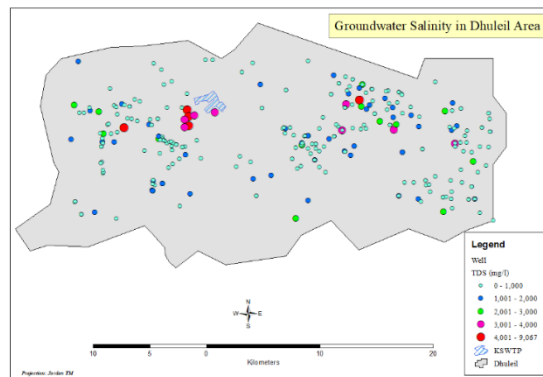 Groundwater Salinity in Dhuleil Area
Legend
Well
TDS (mg/l)
0 - 1,000
1,001 - 2,000
2,001 - 3,000
3,001 - 4,000
4,001 - 9,067
KSWTP
Dhuleil
N
W E
S
10 5 0 10 20
Kilometers
Projection: Jordan TM